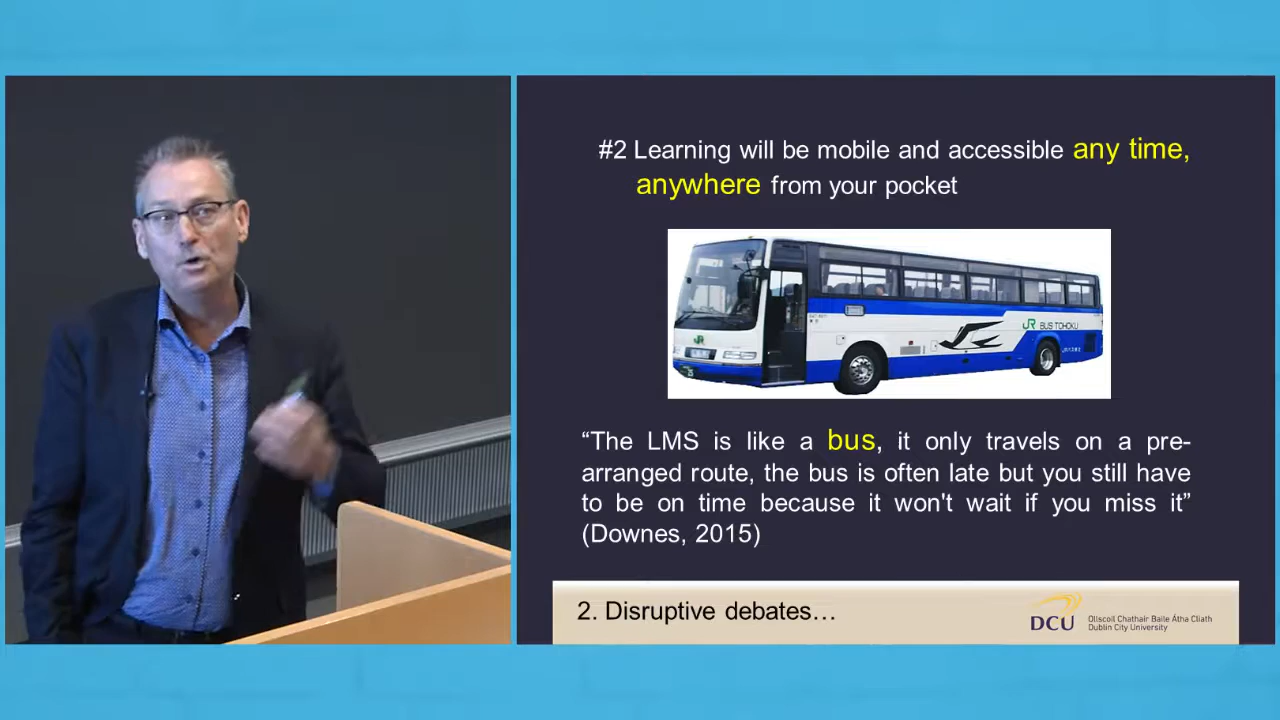 #2 Learning will be mobile and accessible any time,
anywhere from your pocket
JR BUS TOHOKU
JR
“The LMS is like a bus, it only travels on a pre-
arranged route, the bus is often late but you still have
to be on time because it won't wait if you miss it”
(Downes, 2015)
2. Disruptive debates…
DCU
Ollscoil Chathair Baile Átha Cliath
Dublin City University